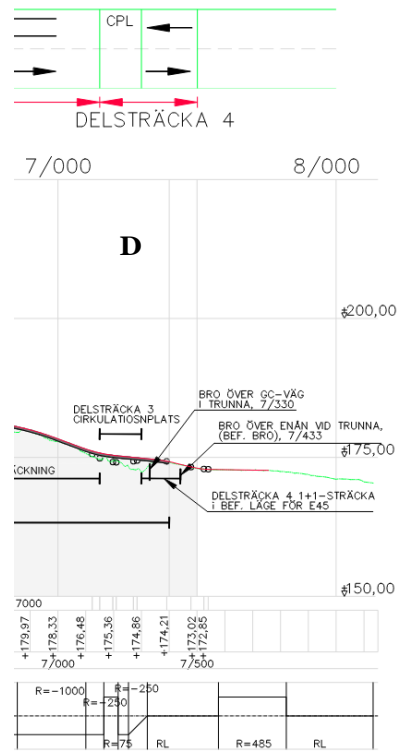 CPL
DELSTRÄCKA 4
7/000 8/000
D
+200,00
BRO ÖVER GC-VÄG
I TRUNNA, 7/330
DELSTRÄCKA 3
CIRKULATIOSNPLATS
BRO ÖVER ENÅN VID TRUNNA,
(BEF. BRO), 7/433
+175,00
ÄCKNING
DELSTRÄCKA 4 1+1-STRÄCKA
i BEF. LÄGE FÖR E45
+150,00
7000
+179,97 +178,33 +176,48 +175,36 +174,86 +174,21 +173,02 +172,85
7/000 7/500
R=-1000 R=-250
R=-250
R=75 RL R=485 RL